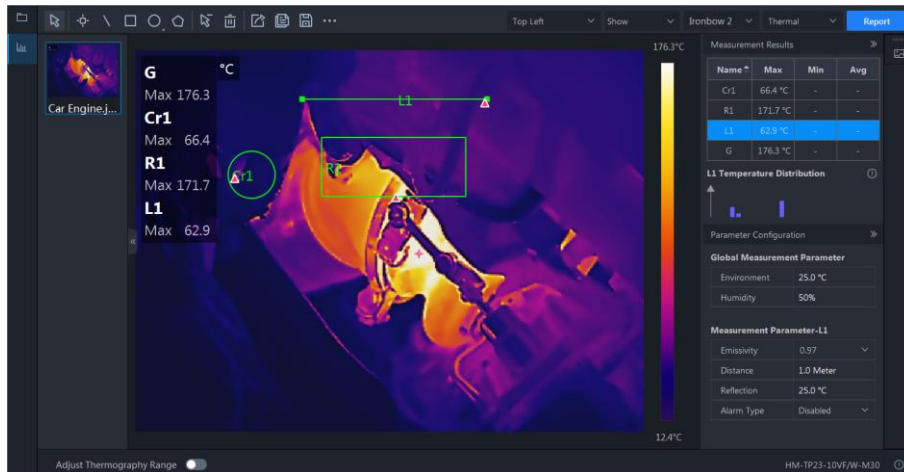 Top Left
Show
Ironbow 2
Thermal
Report
176.3°C
Measurement Results
G °C
Max 176.3
Cr1
Max 66.4
R1
Max 171.7
L1
Max 62.9
L1
Cr1
Car Engine.j...
Name Max Min Avg
Cr1 66.4 °C - -
R1 171.7 °C - -
L1 62.9 °C - -
G 176.3 °C - -
L1 Temperature Distribution
Parameter Configuration
Global Measurement Parameter
Environment 25.0 °C
Humidity 50%
Measurement Parameter-L1
Emissivity 0.97
Distance 1.0 Meter
Reflection 25.0 °C
Alarm Type Disabled
12.4°C
Adjust Thermography Range
HM-TP23-10VF/W-M30